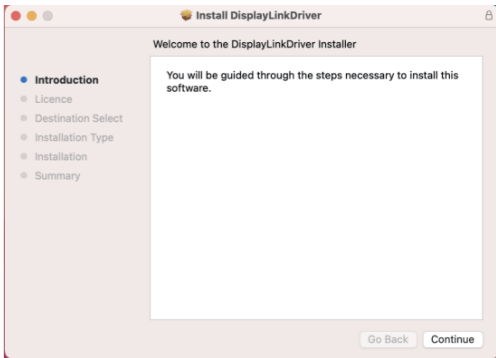 Install DisplayLinkDriver
Welcome to the DisplayLinkDriver Installer
Introduction
Licence
Destination Select
Installation Type
Installation
Summary
You will be guided through the steps necessary to install this
software.
Go Back
Continue